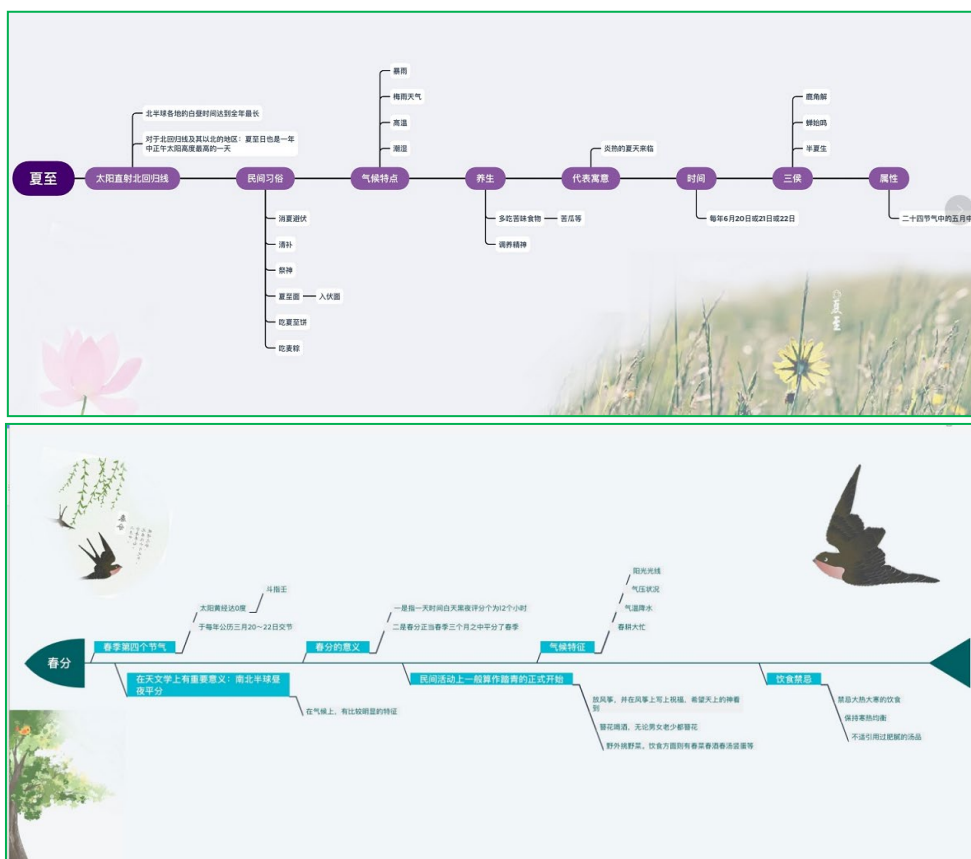 暴雨
梅雨天气
高温
潮湿
北半球各地的白昼时间达到全年最长
对于北回归线及其以北的地区：夏至日也是一年
中正午太阳高度最高的一天
炎热的夏天来临
鹿角解
蝉始鸣
半夏生
夏至
太阳直射北回归线
民间习俗
气候特点
养生
代表寓意
时间
三候
属性
消夏避伏
清补
祭神
夏至面
入伏面
吃夏至饼
吃麦粽
多吃苦味食物
苦瓜等
调养精神
每年6月20日或21日或22日
二十四节气中的五月中
夏至
春分
春分
斗指壬
太阳黄经达0度
于每年公历三月20～22日交节
春季第四个节气
在天文学上有重要意义：南北半球昼
夜平分
在气候上，有比较明显的特征
一是指一天时间白天黑夜评分个为12个小时
二是春分正当春季三个月之中平分了春季
春分的意义
民间活动上一般算作踏青的正式开始
放风筝，并在风筝上写上祝福，希望天上的神看
到
簪花喝酒，无论男女老少都簪花
野外挑野菜，饮食方面则有春菜春酒春汤竖蛋等
阳光光线
气压状况
气温降水
春耕大忙
气候特征
饮食禁忌
禁忌大热大寒的饮食
保持寒热均衡
不适引用过肥腻的汤品